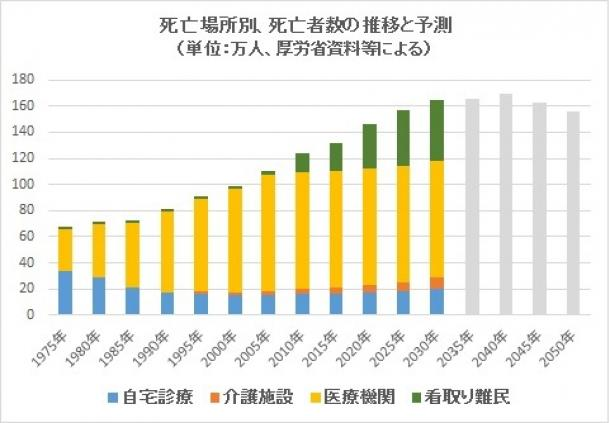 死亡場所別、死亡者数の推移と予測
（単位：万人、厚労省資料等による）
180
160
140
120
100
80
60
40
20
0
1975年
1980年
1985年
1990年
1995年
2000年
2005年
2010年
2015年
2020年
2025年
2030年
2035年
2040年
2045年
2050年
自宅診療 介護施設 医療機関 看取り難民